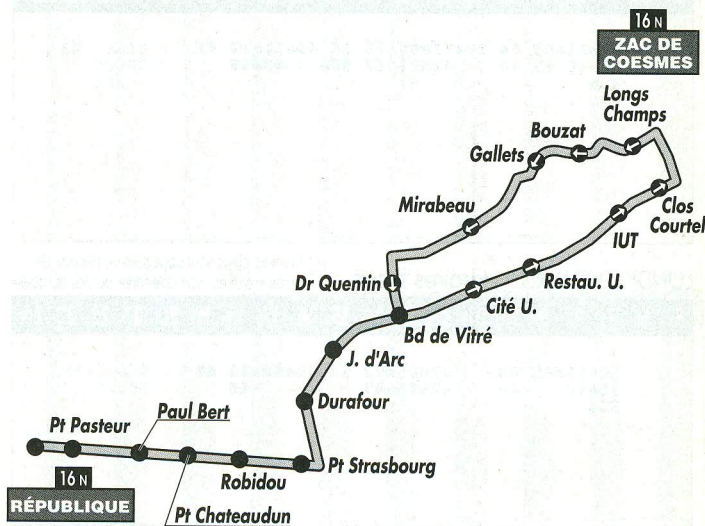 16 N
ZAC DE
COESMES
Longs
Champs
Bouzat
Gallets
Clos
Courtel
Mirabeau
IUT
Restau. U.
Dr Quentin
Cité U.
Bd de Vitré
J. d'Arc
Durafour
Paul Bert
Pt Pasteur
Pt Strasbourg
Robidou
16 N
RÉPUBLIQUE
Pt Chateaudun